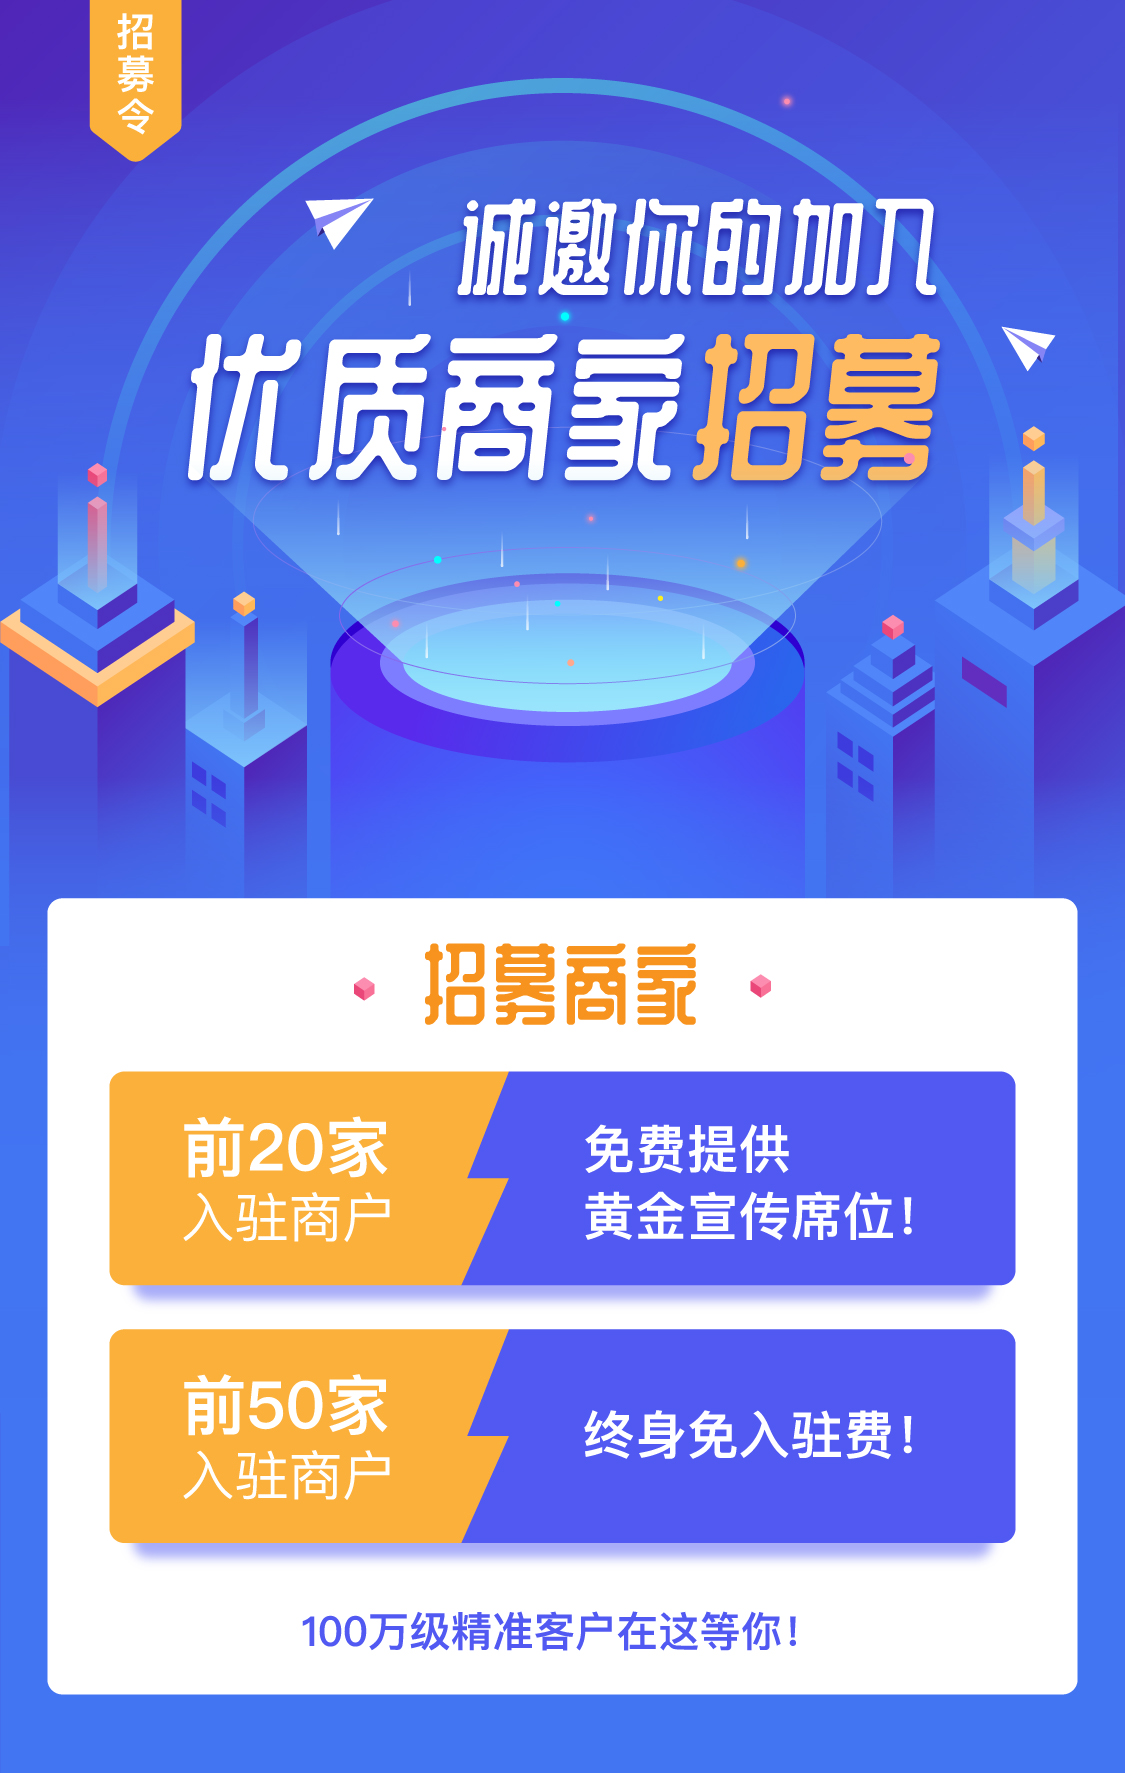 招募令
诚邀你的加入
优质商家招募
招募商家
前20家
入驻商户
免费提供
黄金宣传席位！
前50家
入驻商户
终身免入驻费！
100万级精准客户在这等你！